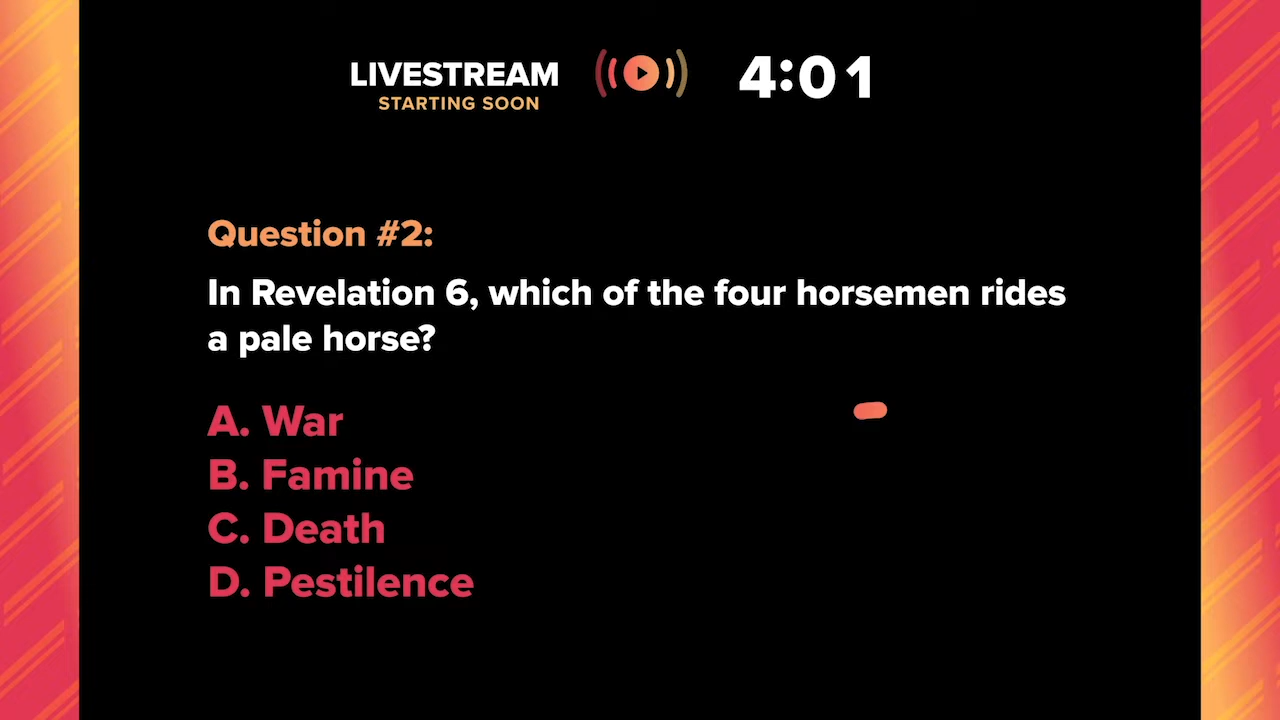 LIVESTREAM
STARTING SOON
4:01
Question #2:
In Revelation 6, which of the four horsemen rides
a pale horse?
A. War
B. Famine
C. Death
D. Pestilence